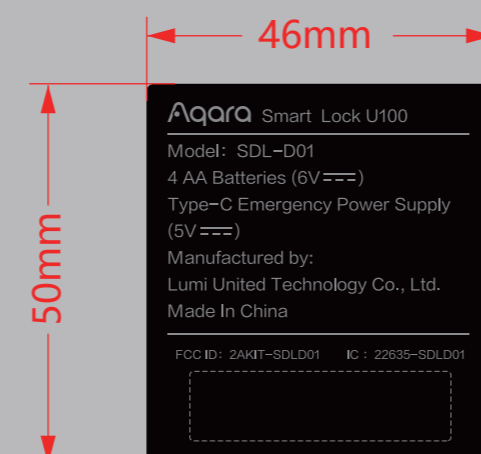 46mm
50mm
Aqara Smart Lock U100
Model: SDL-D01
4 AA Batteries (6V⎓)
Type-C Emergency Power Supply
(5V⎓)
Manufactured by:
Lumi United Technology Co., Ltd.
Made In China
FCC ID: 2AKIT-SDLD01 IC : 22635-SDLD01